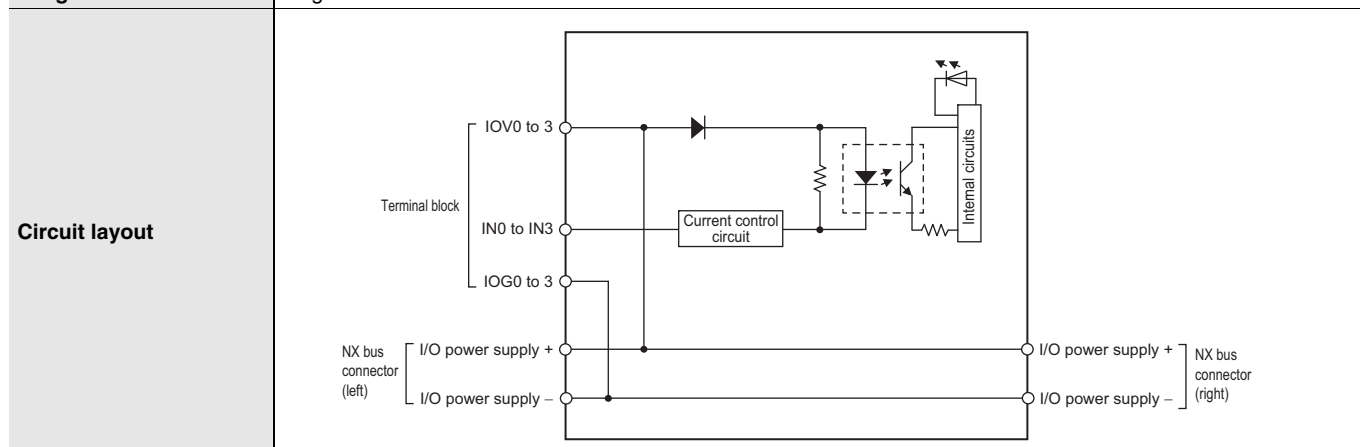 Circuit layout
Terminal block
IOV0 to 3
IN0 to IN3
IOG0 to 3
Current control
circuit
Internal circuits
NX bus
connector
(left)
I/O power supply +
I/O power supply −
I/O power supply +
I/O power supply −
NX bus
connector
(right)